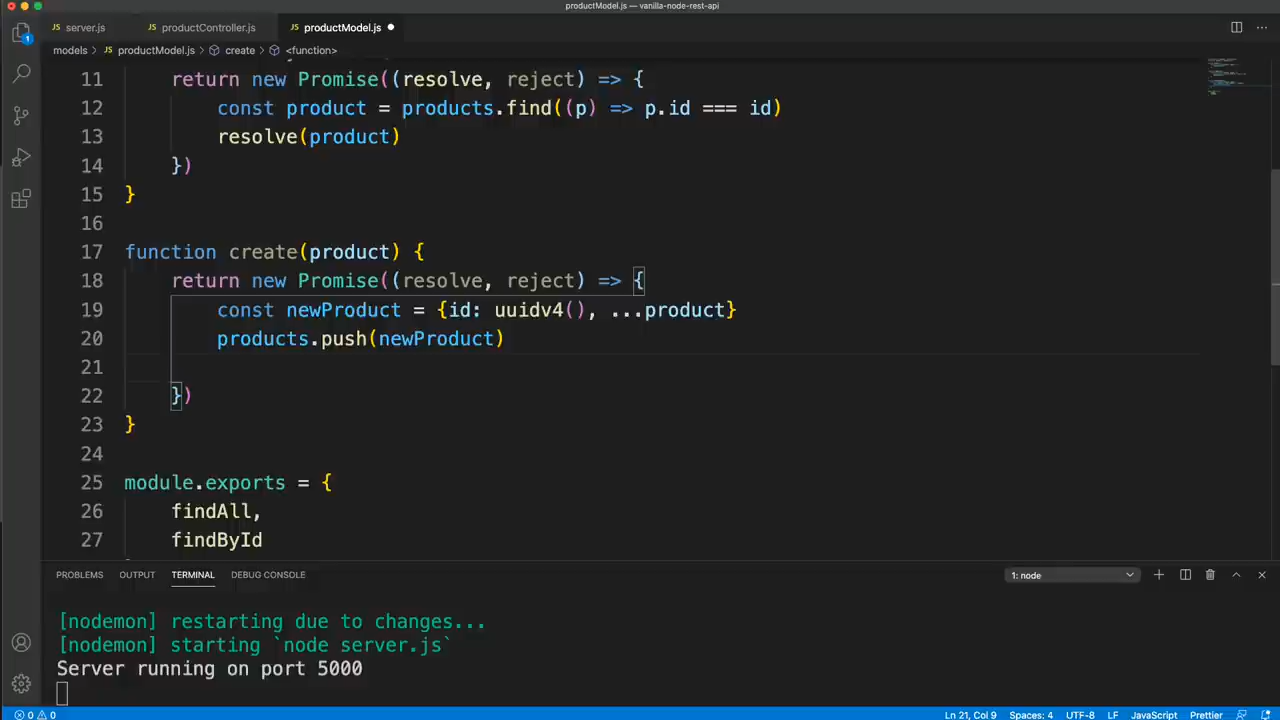 productModel.js — vanilla-node-rest-api
JS server.js JS productController.js JS productModel.js
models > JS productModel.js > create > <function>
11 return new Promise((resolve, reject) => {
12 const product = products.find((p) => p.id === id)
13 resolve(product)
14 })
15 }
16
17 function create(product) {
18 return new Promise((resolve, reject) => {
19 const newProduct = {id: uuidv4(), ...product}
20 products.push(newProduct)
21
22 })
23 }
24
25 module.exports = {
26 findAll,
27 findById
PROBLEMS OUTPUT TERMINAL DEBUG CONSOLE 1: node
[nodemon] restarting due to changes...
[nodemon] starting `node server.js`
Server running on port 5000
0 0 Ln 21, Col 9 Spaces: 4 UTF-8 LF JavaScript Prettier